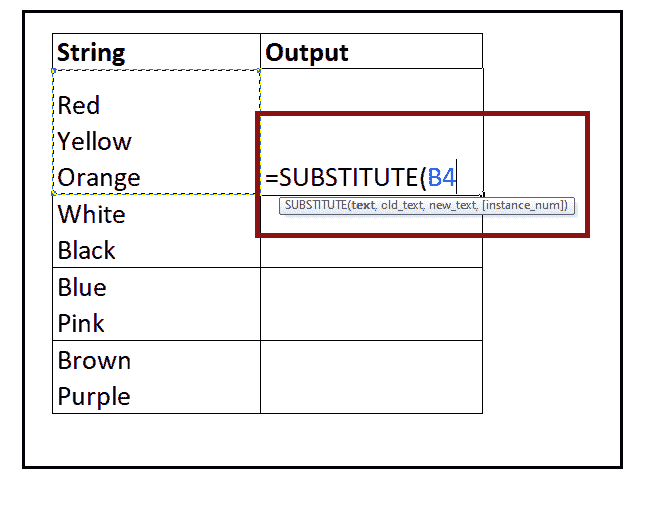 String Output
Red
Yellow
Orange =SUBSTITUTE(B4
SUBSTITUTE(text, old_text, new_text, [instance_num])
White
Black
Blue
Pink
Brown
Purple